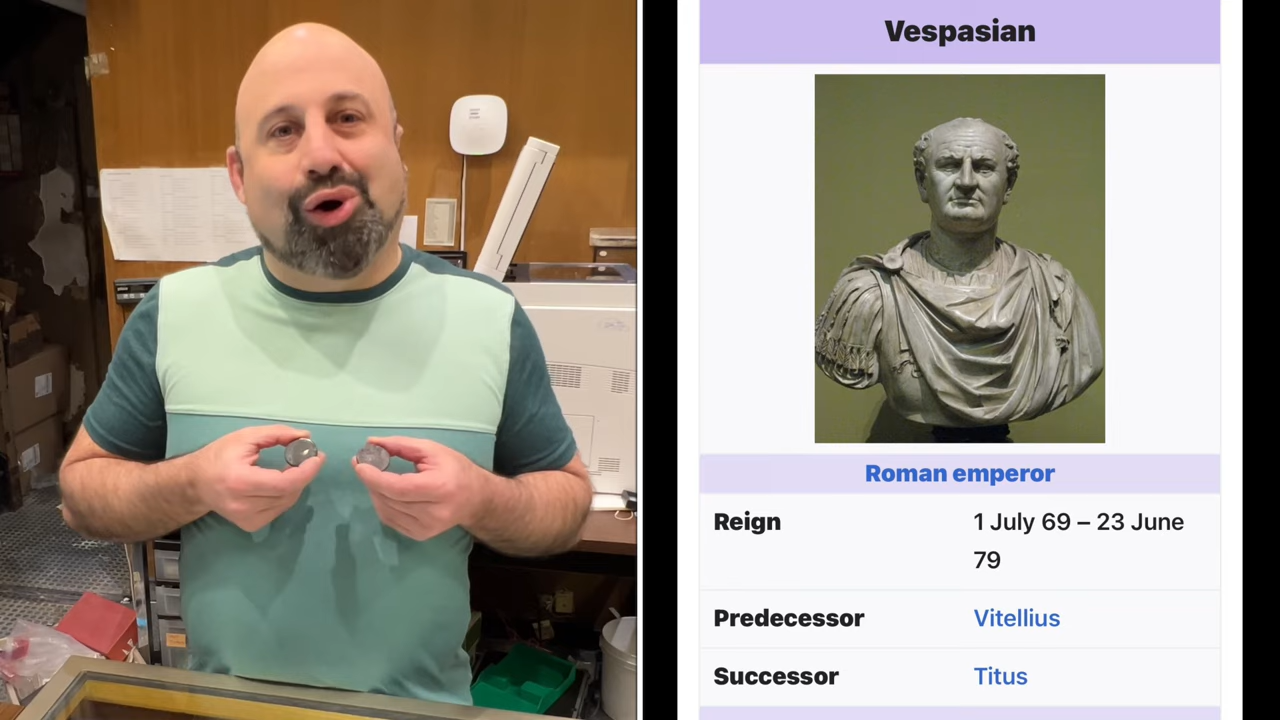 Vespasian
Roman emperor
Reign
1 July 69 – 23 June
79
Predecessor
Vitellius
Successor
Titus